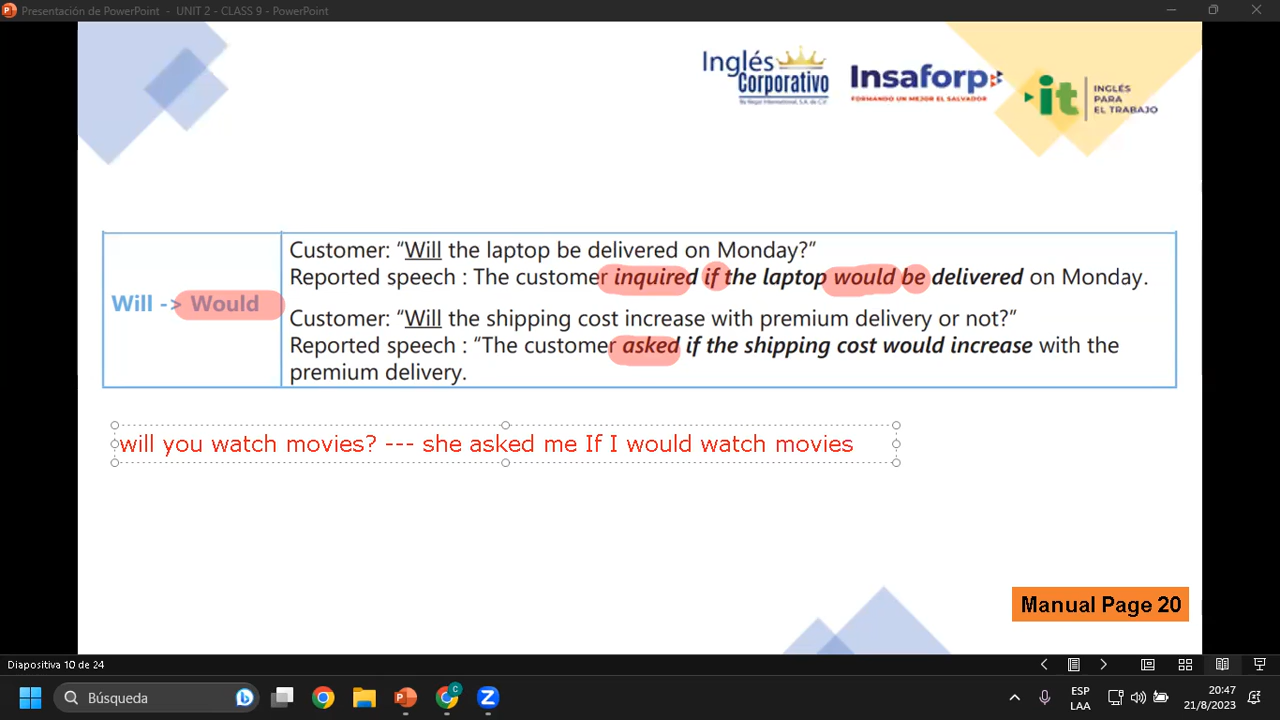 Presentación de PowerPoint - UNIT 2 - CLASS 9 - PowerPoint
Inglés
Corporativo
By Regal International, S.A. de C.V.
Insaforp
FORMANDO UN MEJOR EL SALVADOR
it
INGLÉS
PARA
EL TRABAJO
Will -> Would
Customer: “Will the laptop be delivered on Monday?”
Reported speech : The customer inquired if the laptop would be delivered on Monday.
Customer: “Will the shipping cost increase with premium delivery or not?”
Reported speech : “The customer asked if the shipping cost would increase with the
premium delivery.
will you watch movies? --- she asked me If I would watch movies
Manual Page 20
Diapositiva 10 de 24
Búsqueda
ESP
LAA
20:47
21/8/2023